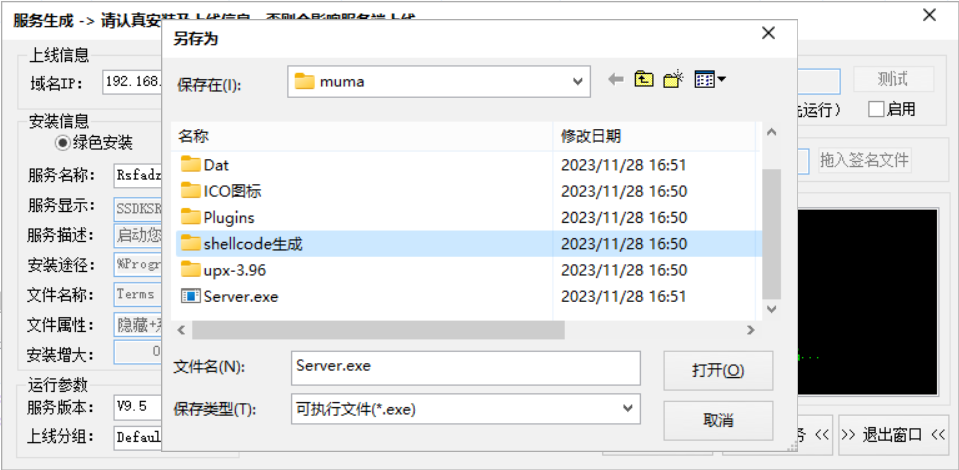 服务生成 -> 请认真安装及上线信息，否则会影响服务端上线
另存为
上线信息
域名IP:
192.168.
保存在(I):
muma
测试
先运行)
启用
安装信息
绿色安装
名称
修改日期
拖入签名文件
服务名称:
Rsfadz
Dat
2023/11/28 16:51
ICO图标
2023/11/28 16:50
服务显示:
SSDKSR
Plugins
2023/11/28 16:50
服务描述:
启动您
shellcode生成
2023/11/28 16:50
安装途径:
%Progr
upx-3.96
2023/11/28 16:50
文件名称:
Terms
Server.exe
2023/11/28 16:51
文件属性:
隐藏+系
安装增大:
0
文件名(N):
Server.exe
打开(O)
运行参数
服务版本:
V9.5
保存类型(T):
可执行文件(*.exe)
取消
上线分组:
Defaul
务 <<
>> 退出窗口 <<